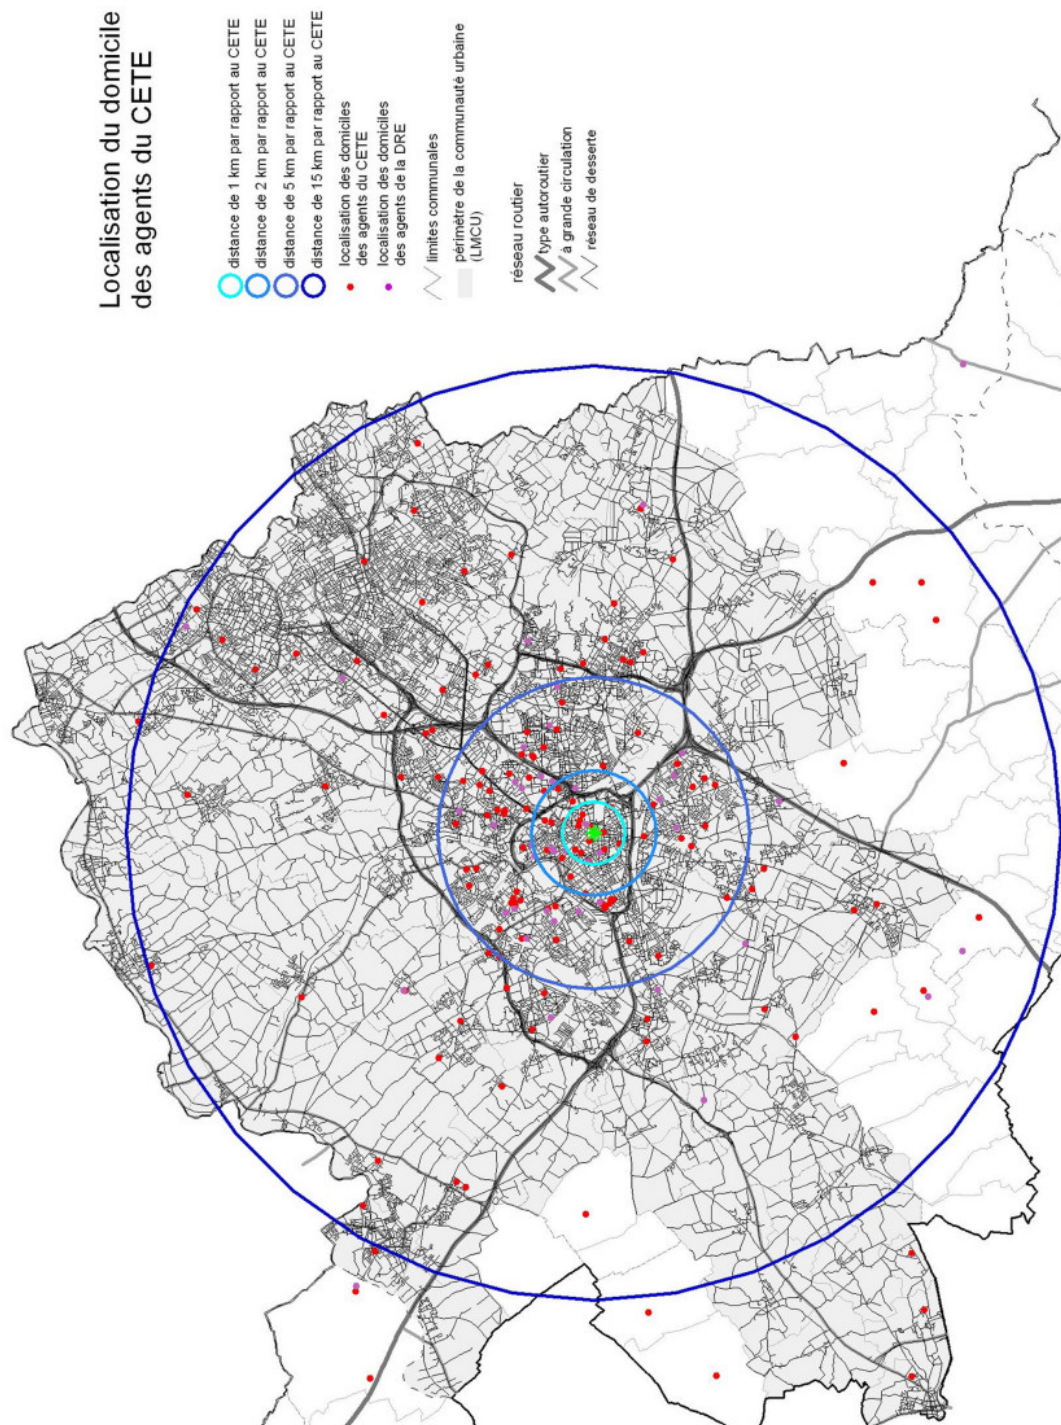 Localisation du domicile
des agents du CETE
distance de 1 km par rapport au CETE
distance de 2 km par rapport au CETE
distance de 5 km par rapport au CETE
distance de 15 km par rapport au CETE
localisation des domiciles
des agents du CETE
localisation des domiciles
des agents de la DRE
limites communales
périmètre de la communauté urbaine
(LMCU)
réseau routier
type autoroutier
à grande circulation
réseau de desserte